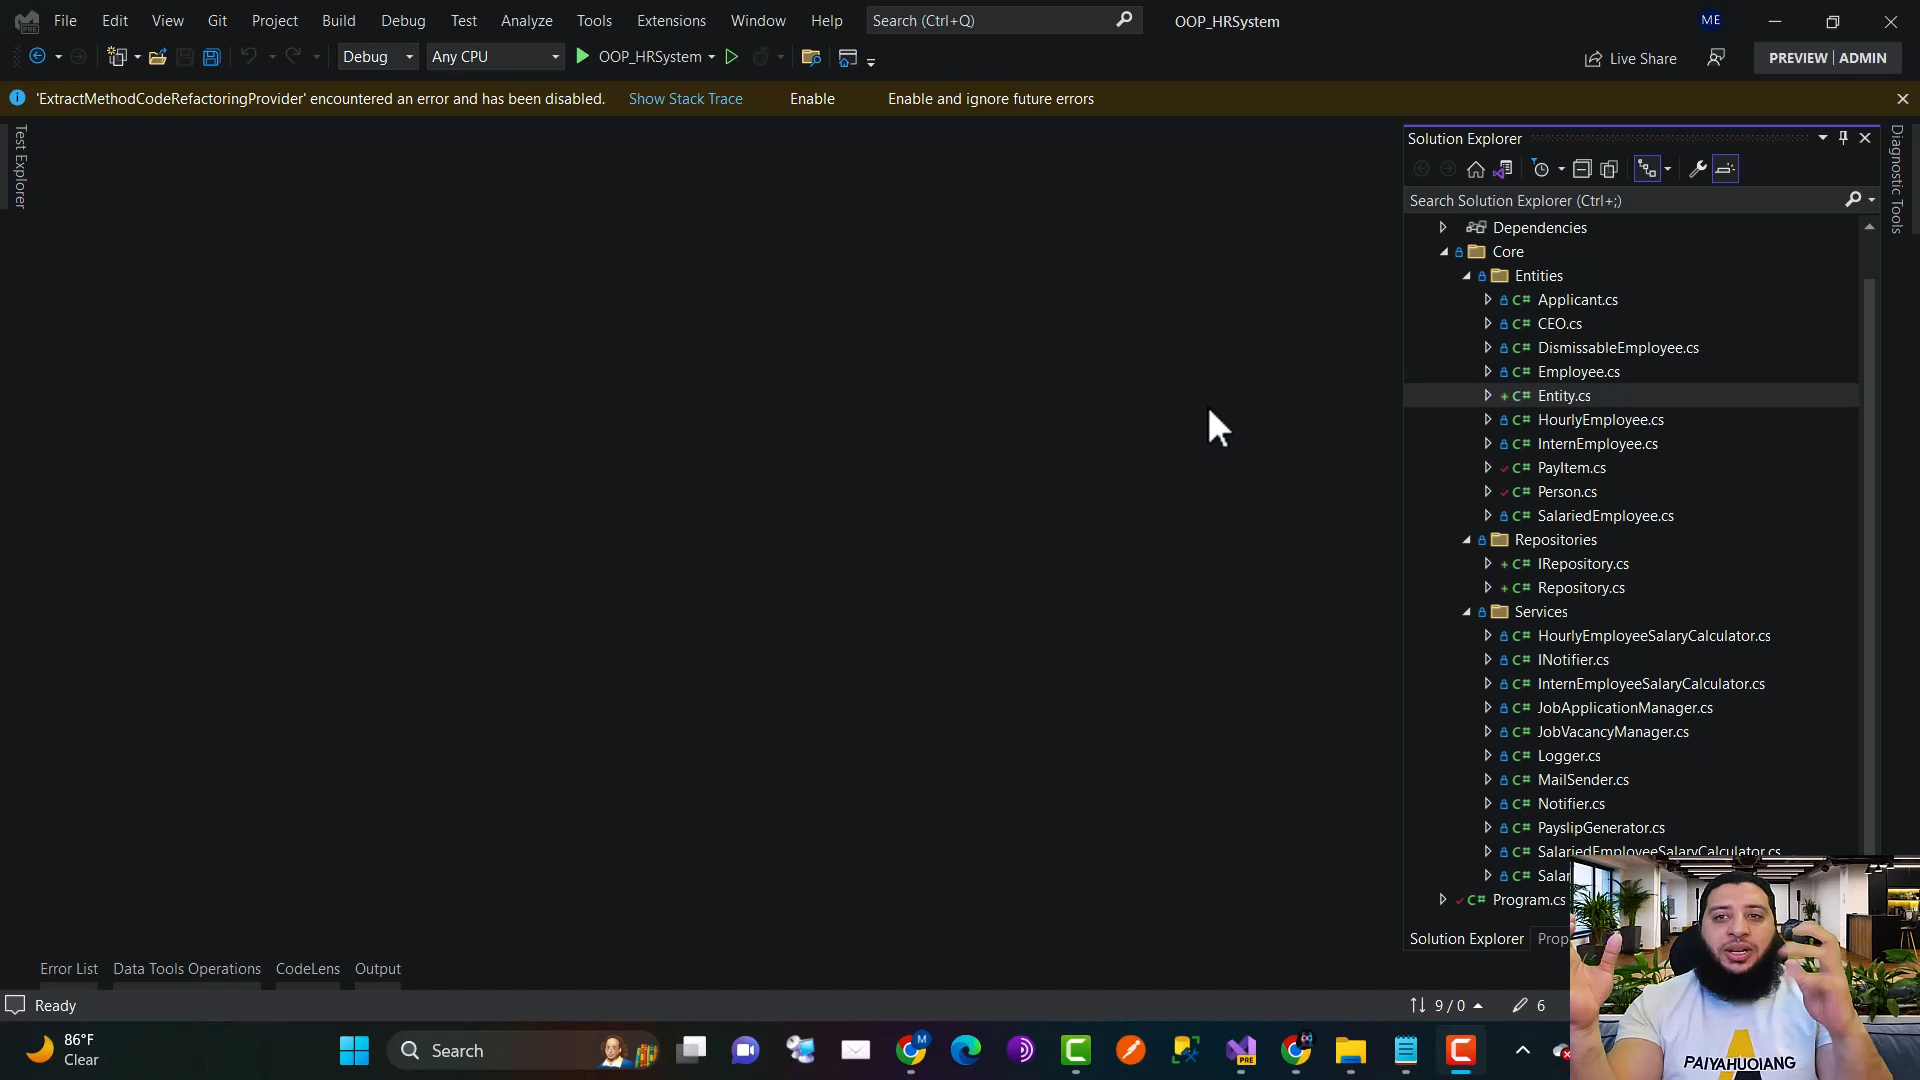 File Edit View Git Project Build Debug Test Analyze Tools Extensions Window Help Search (Ctrl+Q) OOP_HRSystem ME
Debug Any CPU OOP_HRSystem Live Share PREVIEW ADMIN
'ExtractMethodCodeRefactoringProvider' encountered an error and has been disabled. Show Stack Trace Enable Enable and ignore future errors
Test Explorer
Solution Explorer
Diagnostic Tools
Search Solution Explorer (Ctrl+;)
Dependencies
Core
Entities
C# Applicant.cs
C# CEO.cs
C# DismissableEmployee.cs
C# Employee.cs
C# Entity.cs
C# HourlyEmployee.cs
C# InternEmployee.cs
C# PayItem.cs
C# Person.cs
C# SalariedEmployee.cs
Repositories
C# IRepository.cs
C# Repository.cs
Services
C# HourlyEmployeeSalaryCalculator.cs
C# INotifier.cs
C# InternEmployeeSalaryCalculator.cs
C# JobApplicationManager.cs
C# JobVacancyManager.cs
C# Logger.cs
C# MailSender.cs
C# Notifier.cs
C# PayslipGenerator.cs
C# SalariedEmployeeSalaryCalculator.cs
C# Salar
C# Program.cs
Solution Explorer Prop
Error List Data Tools Operations CodeLens Output
Ready 9 / 0 6
86°F
Clear
Search
PRE
M
PAIYAHUOIANG